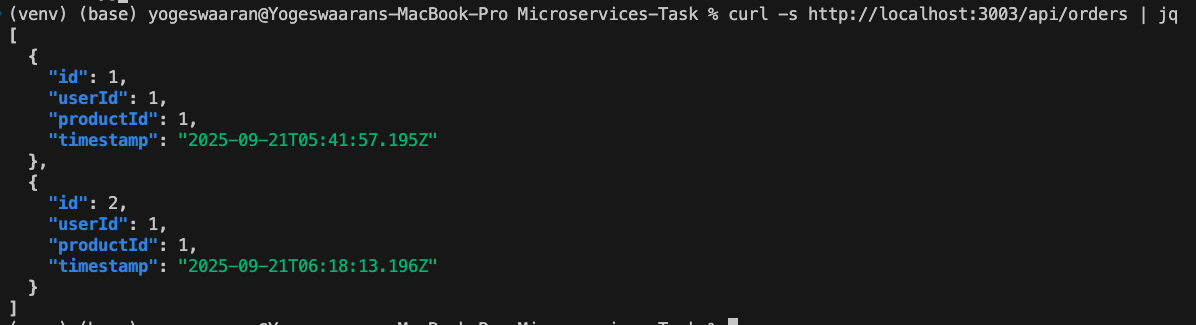 (venv) (base) yogeswaaran@Yogeswaarans-MacBook-Pro Microservices-Task % curl -s http://localhost:3003/api/orders | jq
[
  {
    "id": 1,
    "userId": 1,
    "productId": 1,
    "timestamp": "2025-09-21T05:41:57.195Z"
  },
  {
    "id": 2,
    "userId": 1,
    "productId": 1,
    "timestamp": "2025-09-21T06:18:13.196Z"
  }
]